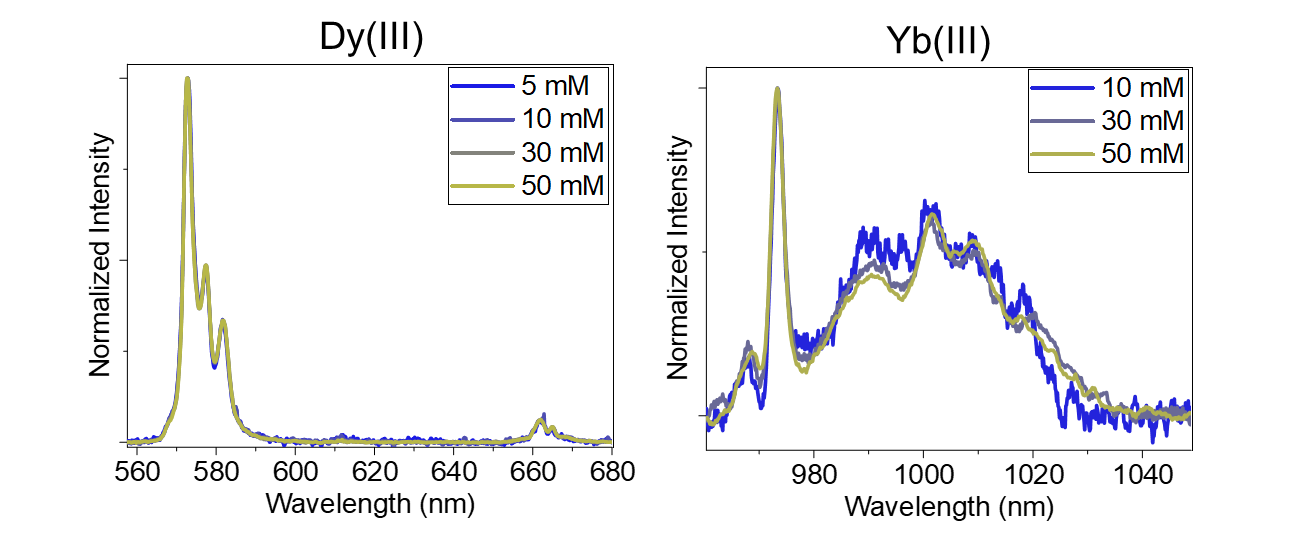 Dy(III)
5 mM
10 mM
30 mM
50 mM
Normalized Intensity
560 580 600 620 640 660 680
Wavelength (nm)
Yb(III)
10 mM
30 mM
50 mM
Normalized Intensity
980 1000 1020 1040
Wavelength (nm)